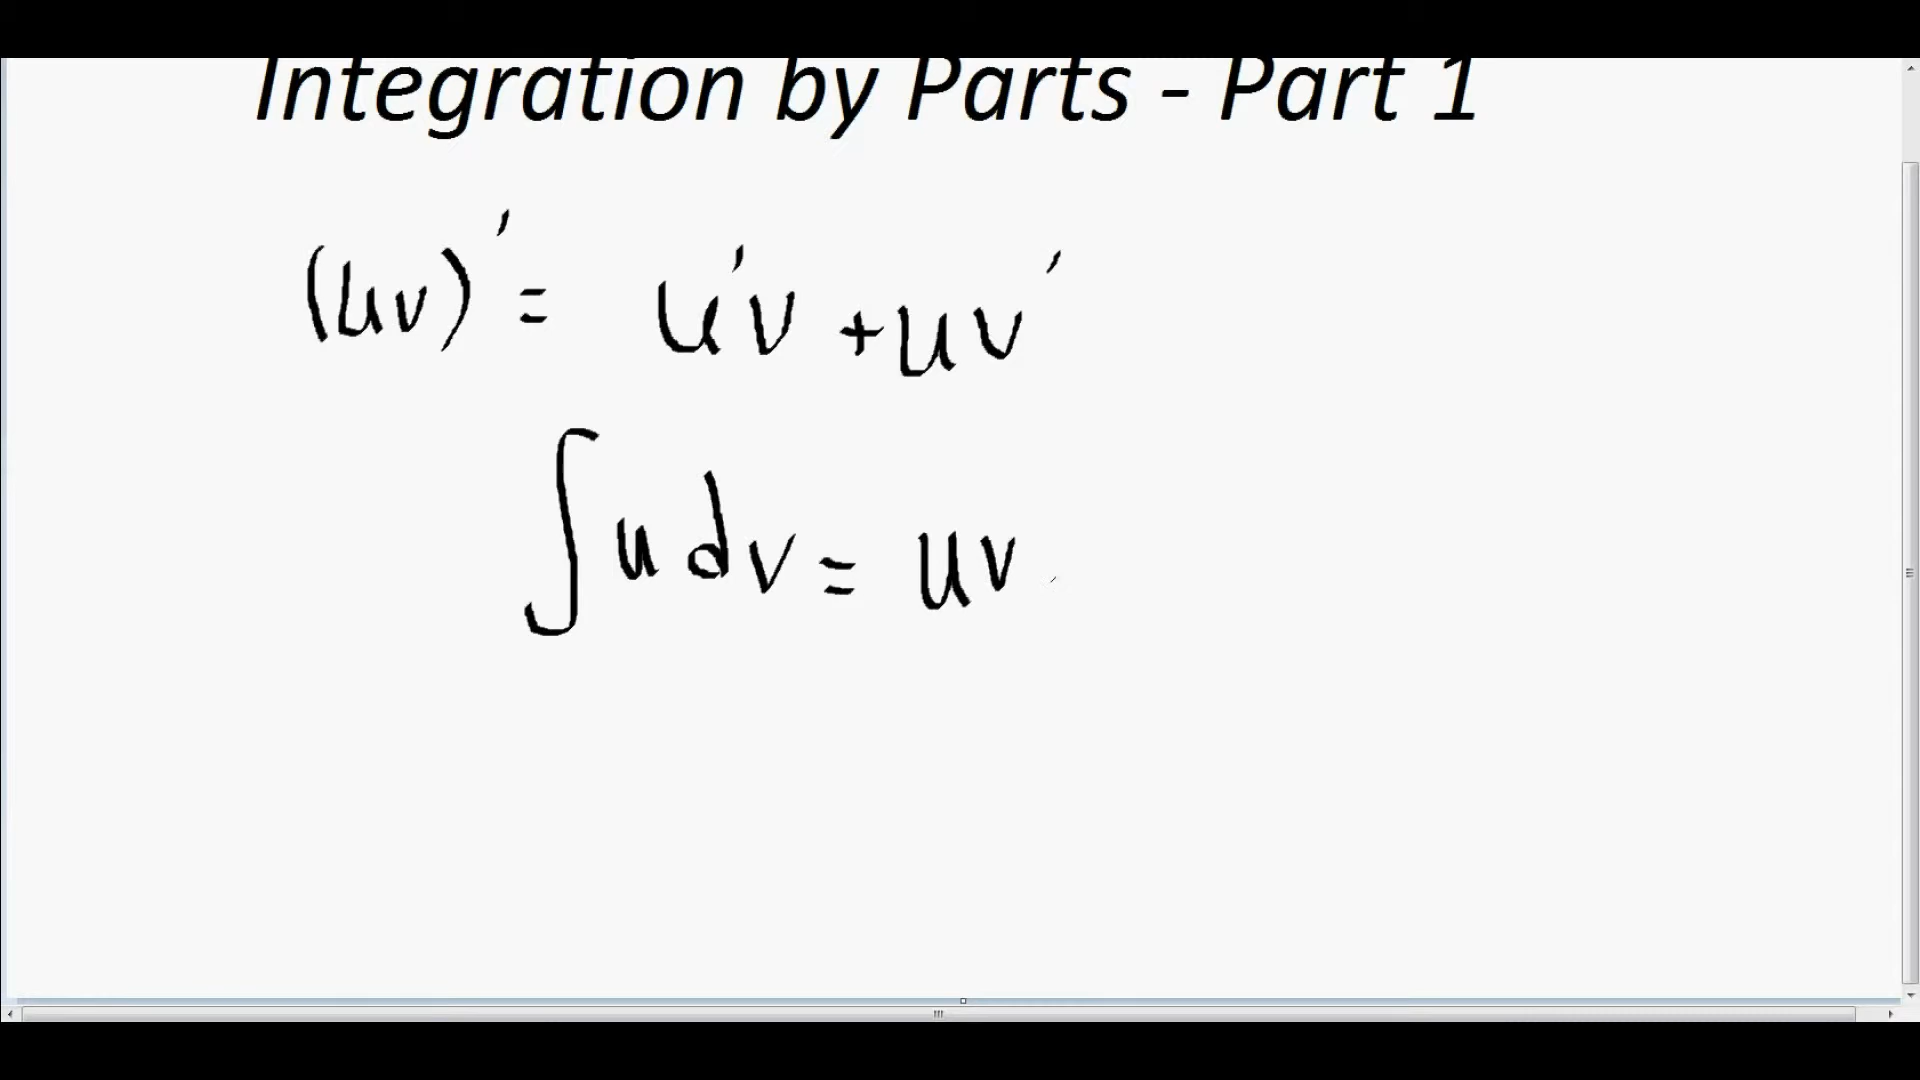 Integration by Parts - Part 1
(uv)' = u'v + uv'
∫ u dv = uv